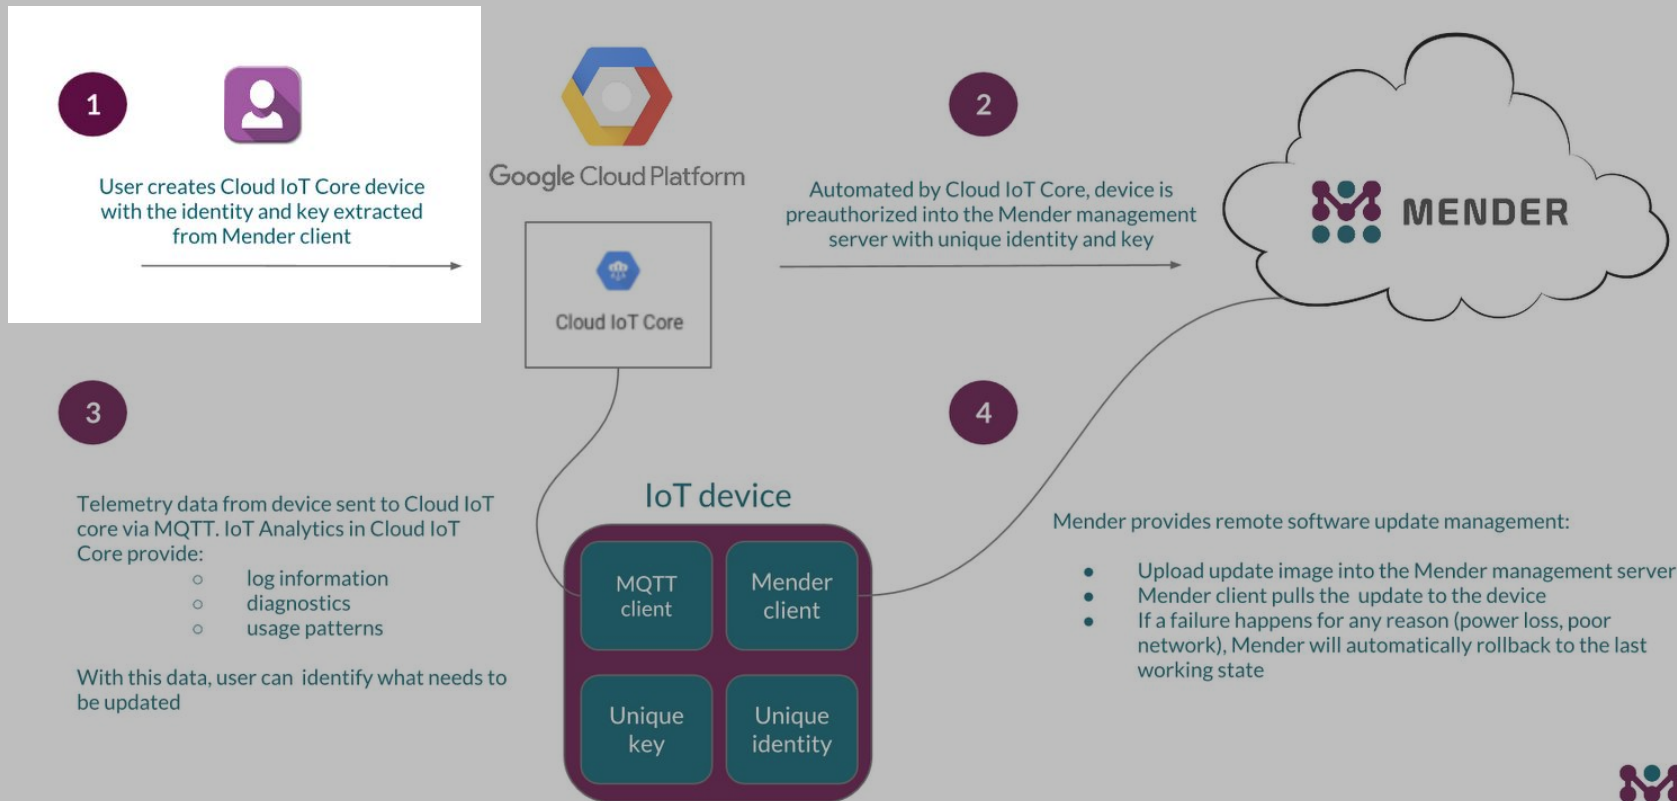 1
User creates Cloud IoT Core device
with the identity and key extracted
from Mender client
Google Cloud Platform
Cloud IoT Core
2
Automated by Cloud IoT Core, device is
preauthorized into the Mender management
server with unique identity and key
MENDER
3
Telemetry data from device sent to Cloud IoT
core via MQTT. IoT Analytics in Cloud IoT
Core provide:
log information
diagnostics
usage patterns
With this data, user can identify what needs to
be updated
IoT device
MQTT
client
Mender
client
Unique
key
Unique
identity
4
Mender provides remote software update management:
Upload update image into the Mender management server
Mender client pulls the update to the device
If a failure happens for any reason (power loss, poor
network), Mender will automatically rollback to the last
working state